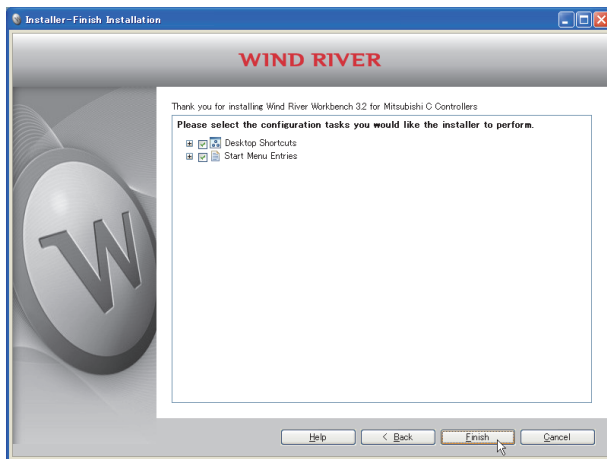 Installer-Finish Installation
WIND RIVER
Thank you for installing Wind River Workbench 3.2 for Mitsubishi C Controllers
Please select the configuration tasks you would like the installer to perform.
Desktop Shortcuts
Start Menu Entries
W
Help < Back Finish Cancel